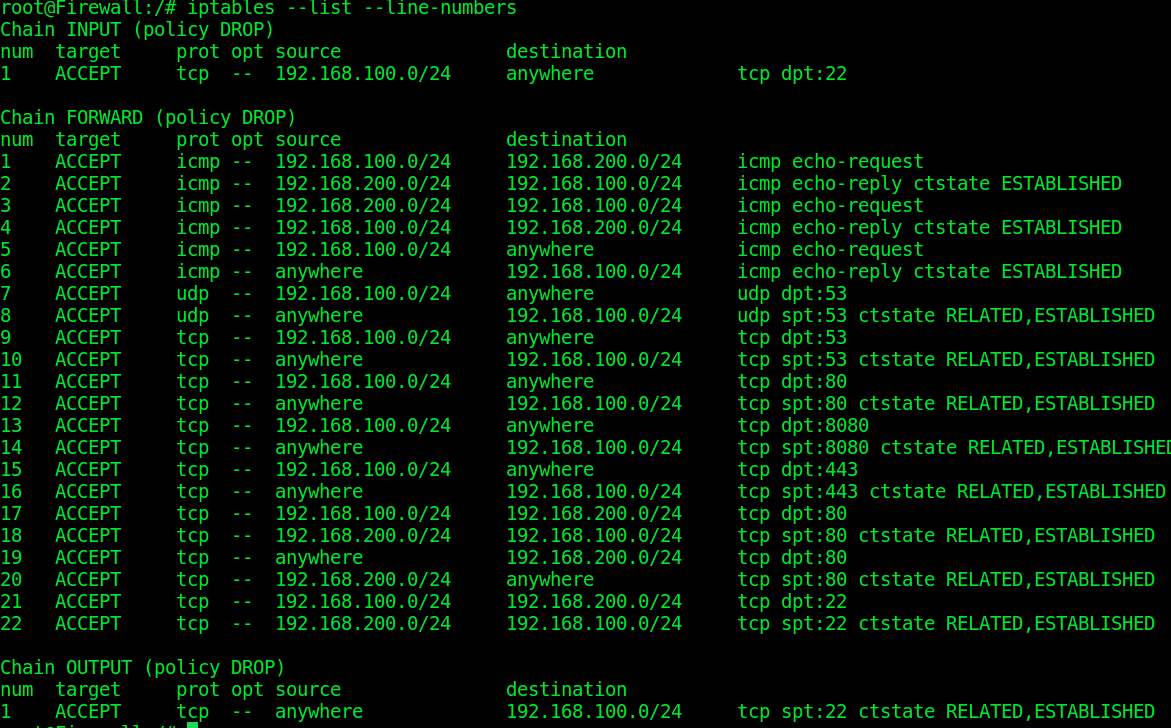 root@Firewall:/# iptables --list --line-numbers
Chain INPUT (policy DROP)
num  target     prot opt source               destination
1    ACCEPT     tcp  --  192.168.100.0/24     anywhere             tcp dpt:22

Chain FORWARD (policy DROP)
num  target     prot opt source               destination
1    ACCEPT     icmp --  192.168.100.0/24     192.168.200.0/24     icmp echo-request
2    ACCEPT     icmp --  192.168.200.0/24     192.168.100.0/24     icmp echo-reply ctstate ESTABLISHED
3    ACCEPT     icmp --  192.168.200.0/24     192.168.100.0/24     icmp echo-request
4    ACCEPT     icmp --  192.168.100.0/24     192.168.200.0/24     icmp echo-reply ctstate ESTABLISHED
5    ACCEPT     icmp --  192.168.100.0/24     anywhere             icmp echo-request
6    ACCEPT     icmp --  anywhere             192.168.100.0/24     icmp echo-reply ctstate ESTABLISHED
7    ACCEPT     udp  --  192.168.100.0/24     anywhere             udp dpt:53
8    ACCEPT     udp  --  anywhere             192.168.100.0/24     udp spt:53 ctstate RELATED,ESTABLISHED
9    ACCEPT     tcp  --  192.168.100.0/24     anywhere             tcp dpt:53
10   ACCEPT     tcp  --  anywhere             192.168.100.0/24     tcp spt:53 ctstate RELATED,ESTABLISHED
11   ACCEPT     tcp  --  192.168.100.0/24     anywhere             tcp dpt:80
12   ACCEPT     tcp  --  anywhere             192.168.100.0/24     tcp spt:80 ctstate RELATED,ESTABLISHED
13   ACCEPT     tcp  --  192.168.100.0/24     anywhere             tcp dpt:8080
14   ACCEPT     tcp  --  anywhere             192.168.100.0/24     tcp spt:8080 ctstate RELATED,ESTABLISHED
15   ACCEPT     tcp  --  192.168.100.0/24     anywhere             tcp dpt:443
16   ACCEPT     tcp  --  anywhere             192.168.100.0/24     tcp spt:443 ctstate RELATED,ESTABLISHED
17   ACCEPT     tcp  --  192.168.100.0/24     192.168.200.0/24     tcp dpt:80
18   ACCEPT     tcp  --  192.168.200.0/24     192.168.100.0/24     tcp spt:80 ctstate RELATED,ESTABLISHED
19   ACCEPT     tcp  --  anywhere             192.168.200.0/24     tcp dpt:80
20   ACCEPT     tcp  --  192.168.200.0/24     anywhere             tcp spt:80 ctstate RELATED,ESTABLISHED
21   ACCEPT     tcp  --  192.168.100.0/24     192.168.200.0/24     tcp dpt:22
22   ACCEPT     tcp  --  192.168.200.0/24     192.168.100.0/24     tcp spt:22 ctstate RELATED,ESTABLISHED

Chain OUTPUT (policy DROP)
num  target     prot opt source               destination
1    ACCEPT     tcp  --  anywhere             192.168.100.0/24     tcp spt:22 ctstate RELATED,ESTABLISHED
root@Firewall:/#